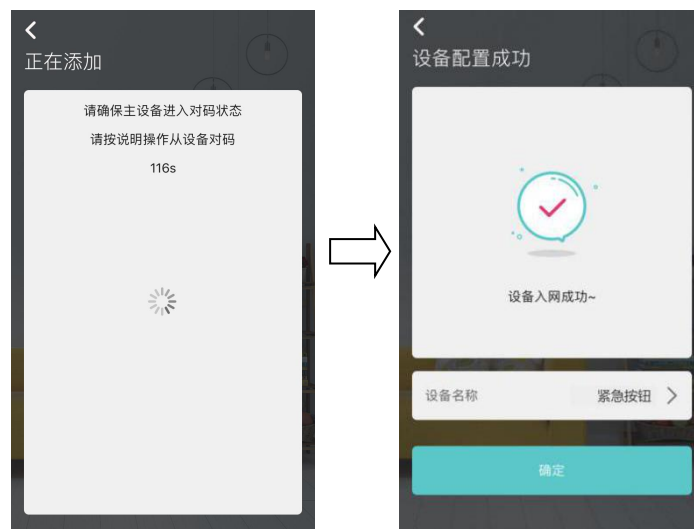 正在添加
请确保主设备进入对码状态
请按说明操作从设备对码
116s
设备配置成功
设备入网成功~
设备名称 紧急按钮
确定